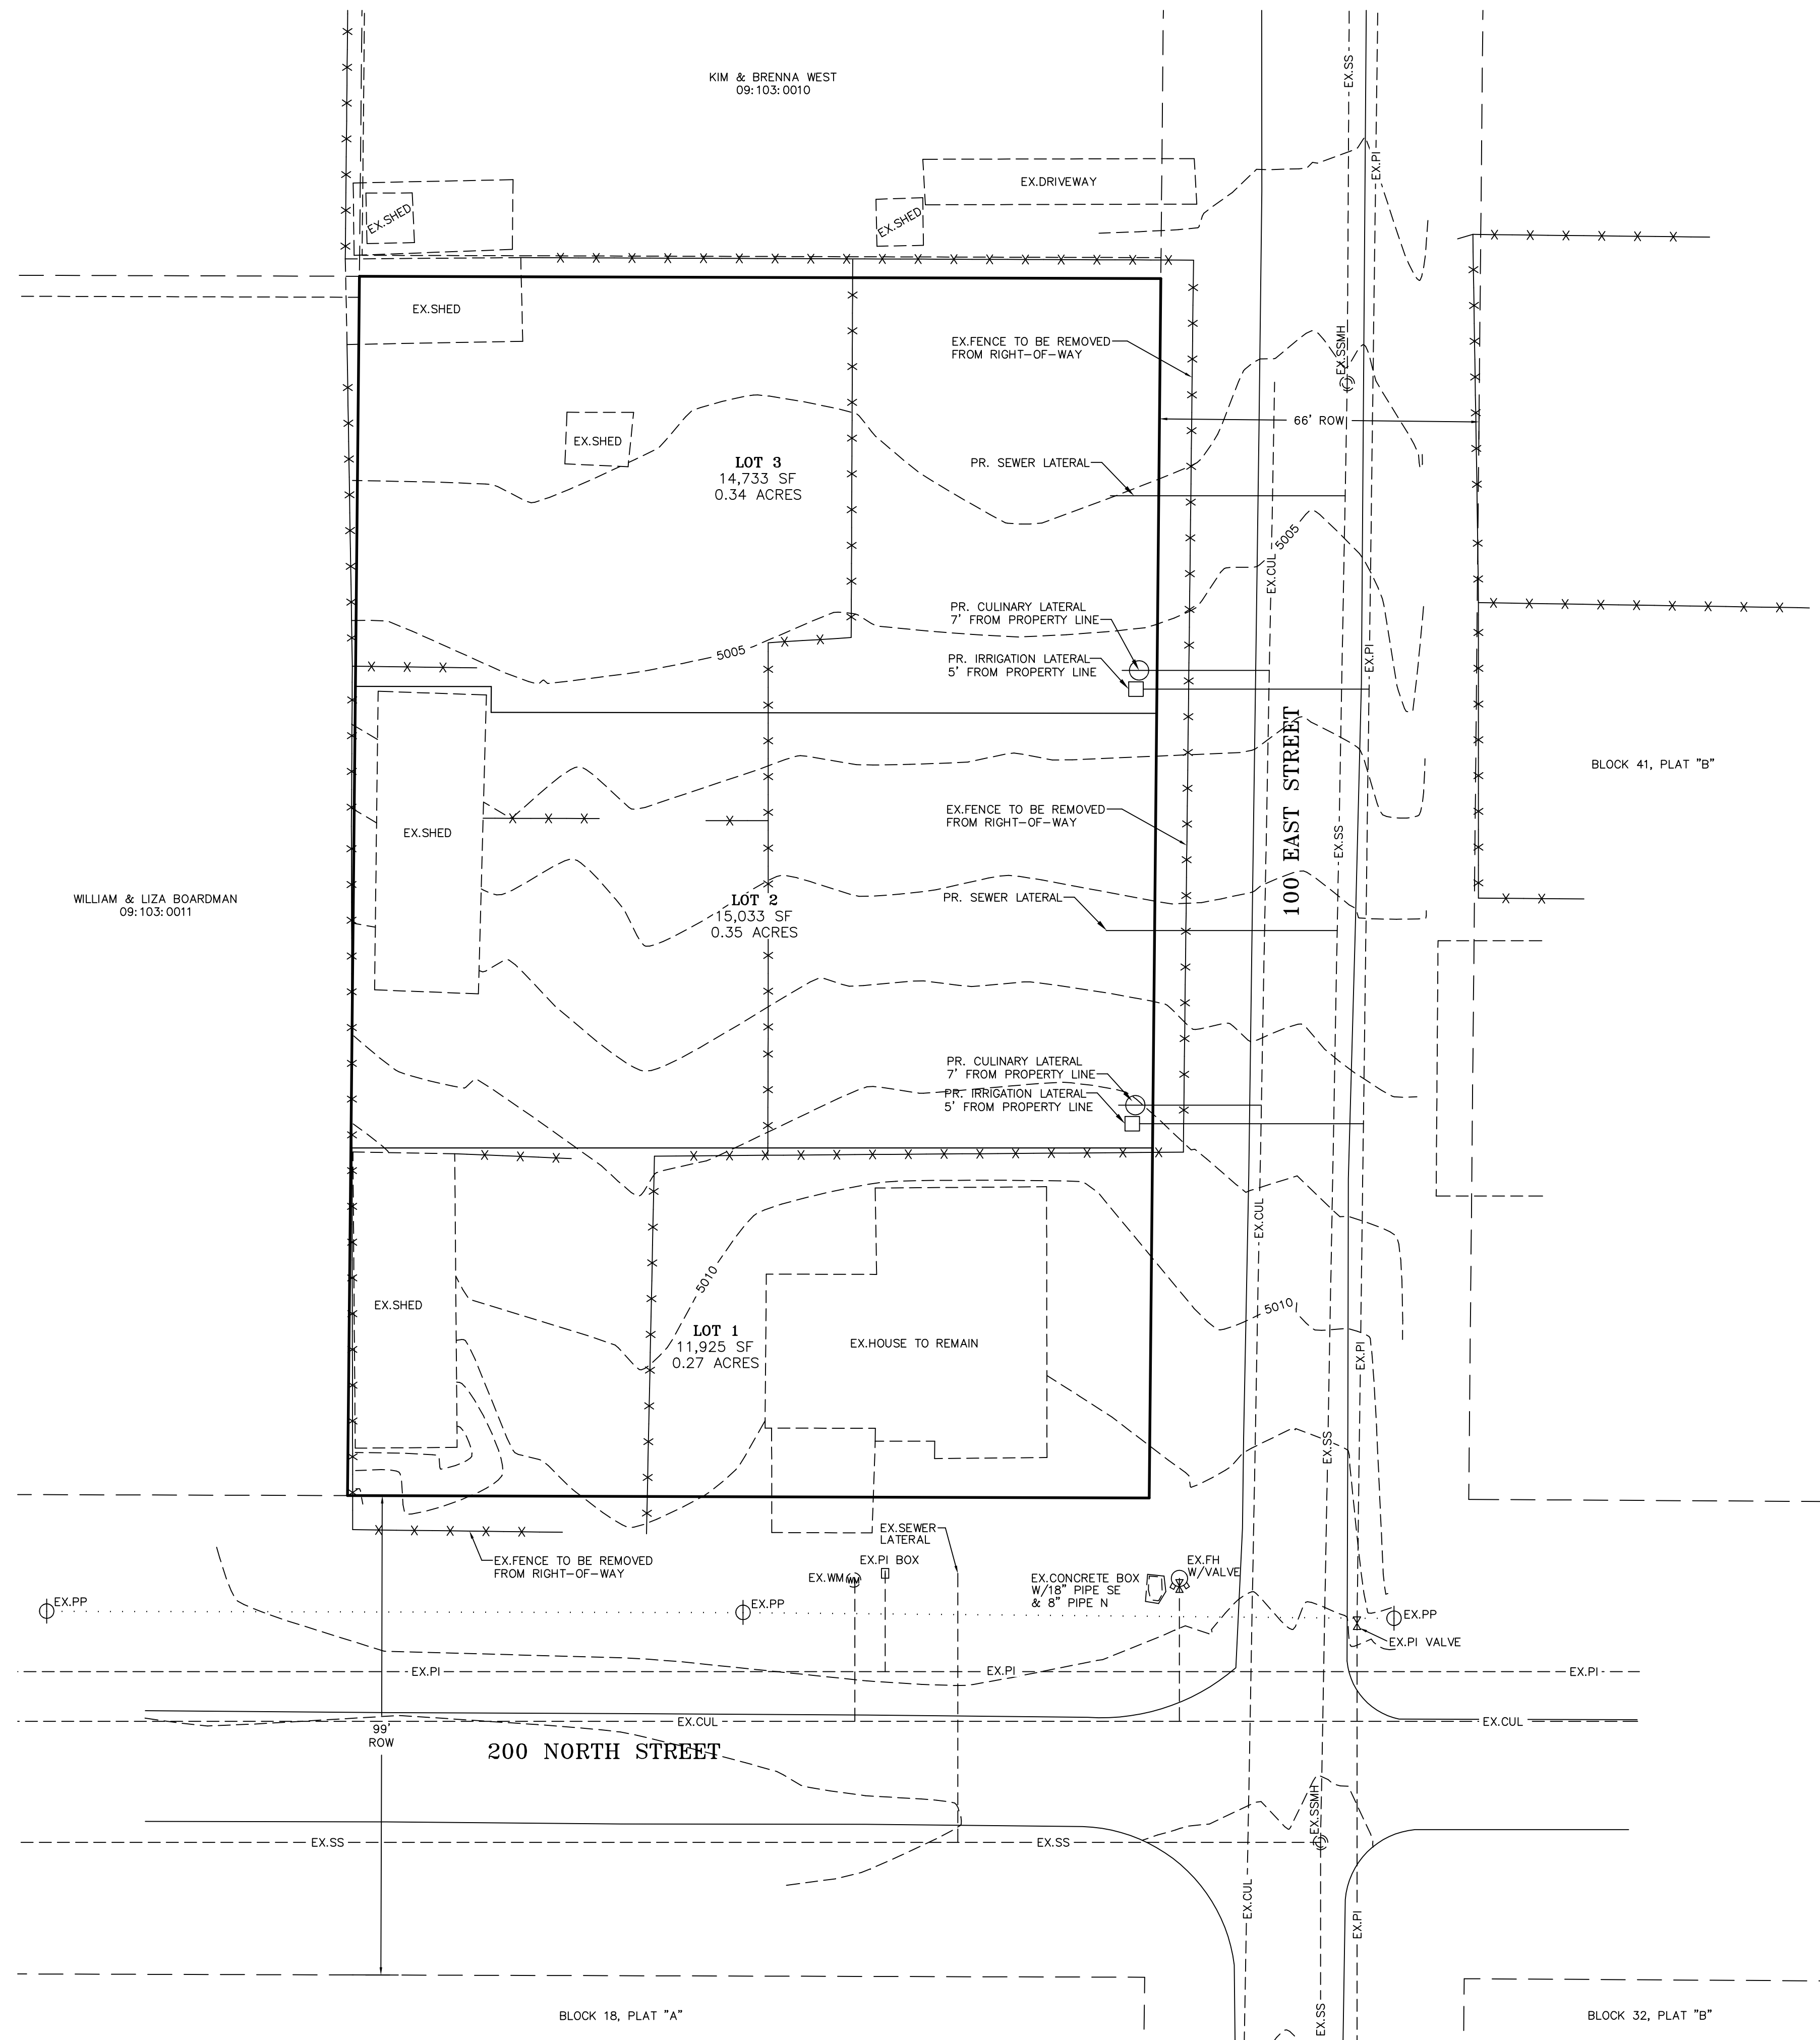 KIM & BRENNA WEST
09:103:0010
EX.SS
EX.PI
EX.DRIVEWAY
EX.SHED
EX.SHED
EX.SHED
EX.FENCE TO BE REMOVED
FROM RIGHT-OF-WAY
EX.SSMH
66' ROW
EX.SHED
LOT 3
14,733 SF
0.34 ACRES
PR. SEWER LATERAL
5005
EX.CUL
PR. CULINARY LATERAL
7' FROM PROPERTY LINE
5005
PR. IRRIGATION LATERAL
5' FROM PROPERTY LINE
EX.PI
100 EAST STREET
BLOCK 41, PLAT "B"
EX.FENCE TO BE REMOVED
FROM RIGHT-OF-WAY
EX.SHED
EX.SS
WILLIAM & LIZA BOARDMAN
09:103:0011
LOT 2
15,033 SF
0.35 ACRES
PR. SEWER LATERAL
PR. CULINARY LATERAL
7' FROM PROPERTY LINE
PR. IRRIGATION LATERAL
5' FROM PROPERTY LINE
EX.CUL
5010
5010
EX.SHED
LOT 1
11,925 SF
0.27 ACRES
EX.HOUSE TO REMAIN
EX.PI
EX.SS
EX.SEWER
LATERAL
EX.FENCE TO BE REMOVED
FROM RIGHT-OF-WAY
EX.PI BOX
EX.WM
WM
EX.FH
W/VALVE
EX.CONCRETE BOX
W/18" PIPE SE
& 8" PIPE N
EX.PP
EX.PP
EX.PP
EX.PI VALVE
EX.PI
EX.PI
EX.PI
EX.CUL
EX.CUL
99'
ROW
200 NORTH STREET
EX.SSMH
EX.SS
EX.SS
EX.CUL
EX.PI
EX.SS
BLOCK 18, PLAT "A"
BLOCK 32, PLAT "B"